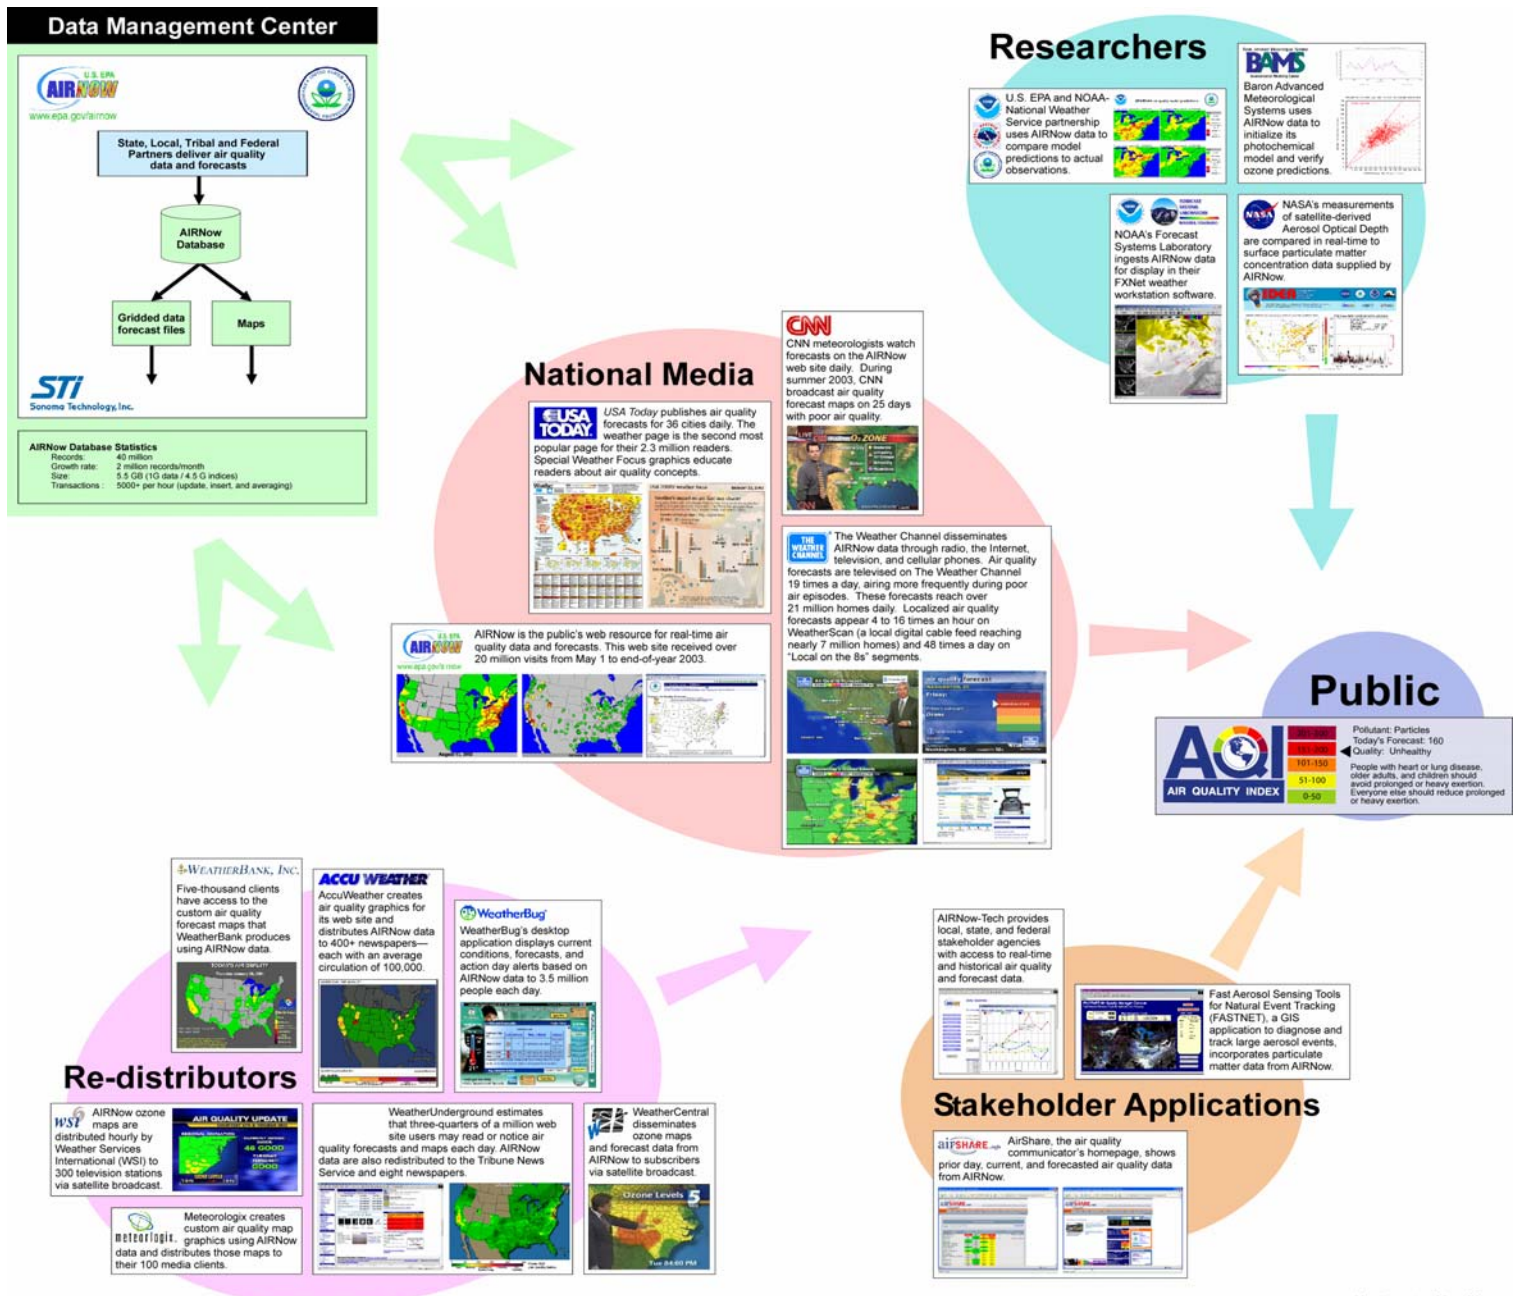 Data Management Center
U.S. EPA
AIRNOW
www.epa.gov/airnow
State, Local, Tribal and Federal
Partners deliver air quality
data and forecasts
AIRNow
Database
Gridded data
forecast files
Maps
STi
Sonoma Technology, Inc.
AIRNow Database Statistics
Records: 40 million
Growth rate: 2 million records/month
Size: 5.5 GB (1G data / 4.5 G indices)
Transactions : 5000+ per hour (update, insert, and averaging)
Researchers
U.S. EPA and NOAA-
National Weather
Service partnership
uses AIRNow data to
compare model
predictions to actual
observations.
BAMS
Baron Advanced
Meteorological
Systems uses
AIRNow data to
initialize its
photochemical
model and verify
ozone predictions.
NOAA's Forecast
Systems Laboratory
ingests AIRNow data
for display in their
FXNet weather
workstation software.
NASA
NASA's measurements
of satellite-derived
Aerosol Optical Depth
are compared in real-time to
surface particulate matter
concentration data supplied by
AIRNow.
IDEA
National Media
USA
TODAY
USA Today publishes air quality
forecasts for 36 cities daily. The
weather page is the second most
popular page for their 2.3 million readers.
Special Weather Focus graphics educate
readers about air quality concepts.
CNN
CNN meteorologists watch
forecasts on the AIRNow
web site daily. During
summer 2003, CNN
broadcast air quality
forecast maps on 25 days
with poor air quality.
LIVE
OZONE
CNN
THE
WEATHER
CHANNEL
The Weather Channel disseminates
AIRNow data through radio, the Internet,
television, and cellular phones. Air quality
forecasts are televised on The Weather Channel
19 times a day, airing more frequently during poor
air episodes. These forecasts reach over
21 million homes daily. Localized air quality
forecasts appear 4 to 16 times an hour on
WeatherScan (a local digital cable feed reaching
nearly 7 million homes) and 48 times a day on
"Local on the 8s" segments.
air quality forecast
U.S. EPA
AIRNOW
AIRNow is the public's web resource for real-time air
quality data and forecasts. This web site received over
20 million visits from May 1 to end-of-year 2003.
Public
AQI
AIR QUALITY INDEX
201-300
151-200
101-150
51-100
0-50
Pollutant: Particles
Today's Forecast: 160
Quality: Unhealthy
People with heart or lung disease,
older adults, and children should
avoid prolonged or heavy exertion.
Everyone else should reduce prolonged
or heavy exertion.
WEATHERBANK, INC.
Five-thousand clients
have access to the
custom air quality
forecast maps that
WeatherBank produces
using AIRNow data.
ACCU WEATHER
AccuWeather creates
air quality graphics for
its web site and
distributes AIRNow data
to 400+ newspapers—
each with an average
circulation of 100,000.
WeatherBug
WeatherBug's desktop
application displays current
conditions, forecasts, and
action day alerts based on
AIRNow data to 3.5 million
people each day.
Re-distributors
WSI
AIRNow ozone
maps are
distributed hourly by
Weather Services
International (WSI) to
300 television stations
via satellite broadcast.
AIR QUALITY UPDATE
48 GOOD
GOOD
WeatherUnderground estimates
that three-quarters of a million web
site users may read or notice air
quality forecasts and maps each day. AIRNow
data are also redistributed to the Tribune News
Service and eight newspapers.
WeatherCentral
disseminates
ozone maps
and forecast data from
AIRNow to subscribers
via satellite broadcast.
Ozone Levels 5
Tue 04:00 PM
meteorlogix.
Meteorologix creates
custom air quality map
graphics using AIRNow
data and distributes those maps to
their 100 media clients.
AIRNow-Tech provides
local, state, and federal
stakeholder agencies
with access to real-time
and historical air quality
and forecast data.
Fast Aerosol Sensing Tools
for Natural Event Tracking
(FASTNET), a GIS
application to diagnose and
track large aerosol events,
incorporates particulate
matter data from AIRNow.
Stakeholder Applications
airSHARE.info
AirShare, the air quality
communicator's homepage, shows
prior day, current, and forecasted air quality data
from AIRNow.